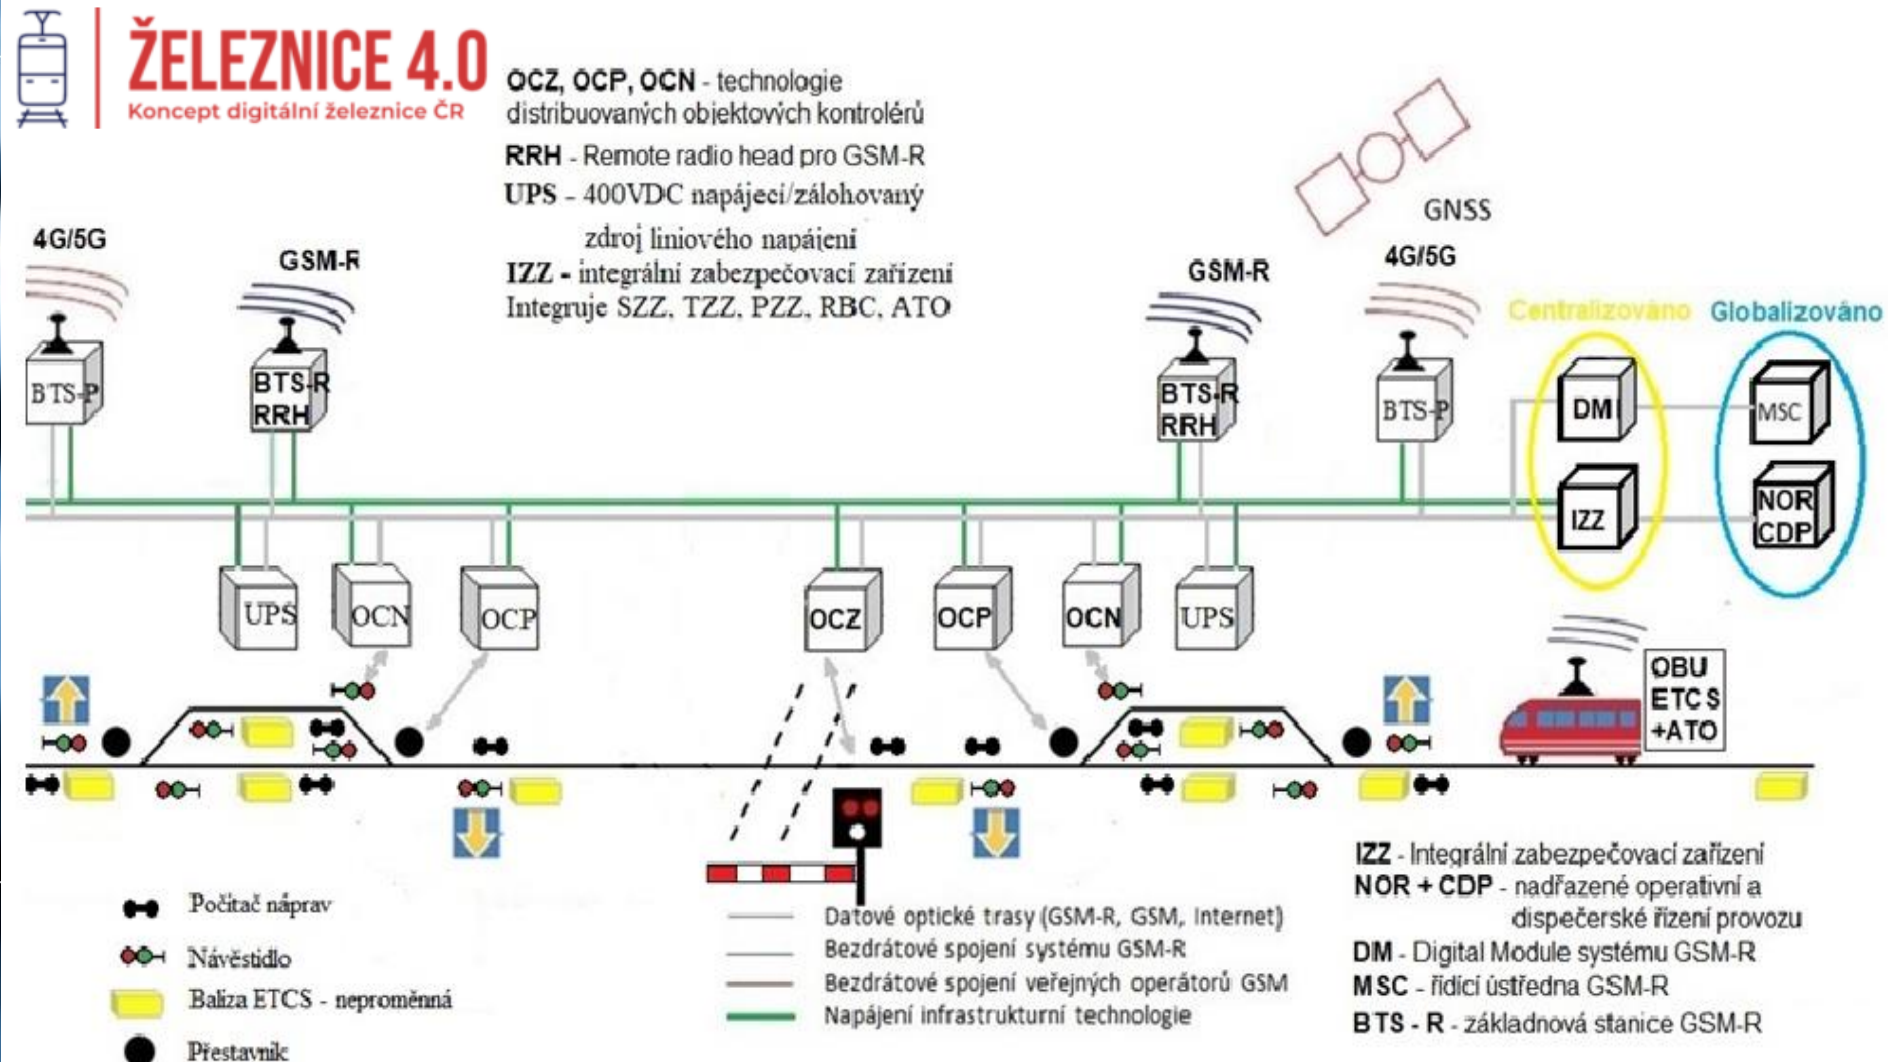 ŽELEZNICE 4.0
Koncept digitální železnice ČR
OCZ, OCP, OCN - technologie
distribuovaných objektových kontrolérů
RRH - Remote radio head pro GSM-R
UPS - 400VDC napájecí/zálohovaný
zdroj liniového napájení
IZZ - integrální zabezpečovací zařízení
Integruje SZZ, TZZ, PZZ, RBC, ATO
GNSS
4G/5G
GSM-R
GSM-R
4G/5G
Centralizováno
Globalizováno
BTS-P
BTS-R
RRH
BTS-R
RRH
BTS-P
DM
MSC
IZZ
NOR
CDP
UPS
OCN
OCP
OCZ
OCP
OCN
UPS
OBU
ETCS
+ATO
Počítač náprav
Návěstidlo
Balíza ETCS - neproměnná
Přestavník
Datové optické trasy (GSM-R, GSM, Internet)
Bezdrátové spojení systému GSM-R
Bezdrátové spojení veřejných operátorů GSM
Napájení infrastrukturní technologie
IZZ - Integrální zabezpečovací zařízení
NOR + CDP - nadřazené operativní a
dispečerské řízení provozu
DM - Digital Module systému GSM-R
MSC - řídící ústředna GSM-R
BTS - R - základnová stanice GSM-R